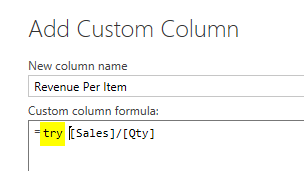 Add Custom Column
New column name
Revenue Per Item
Custom column formula:
=try [Sales]/[Qty]